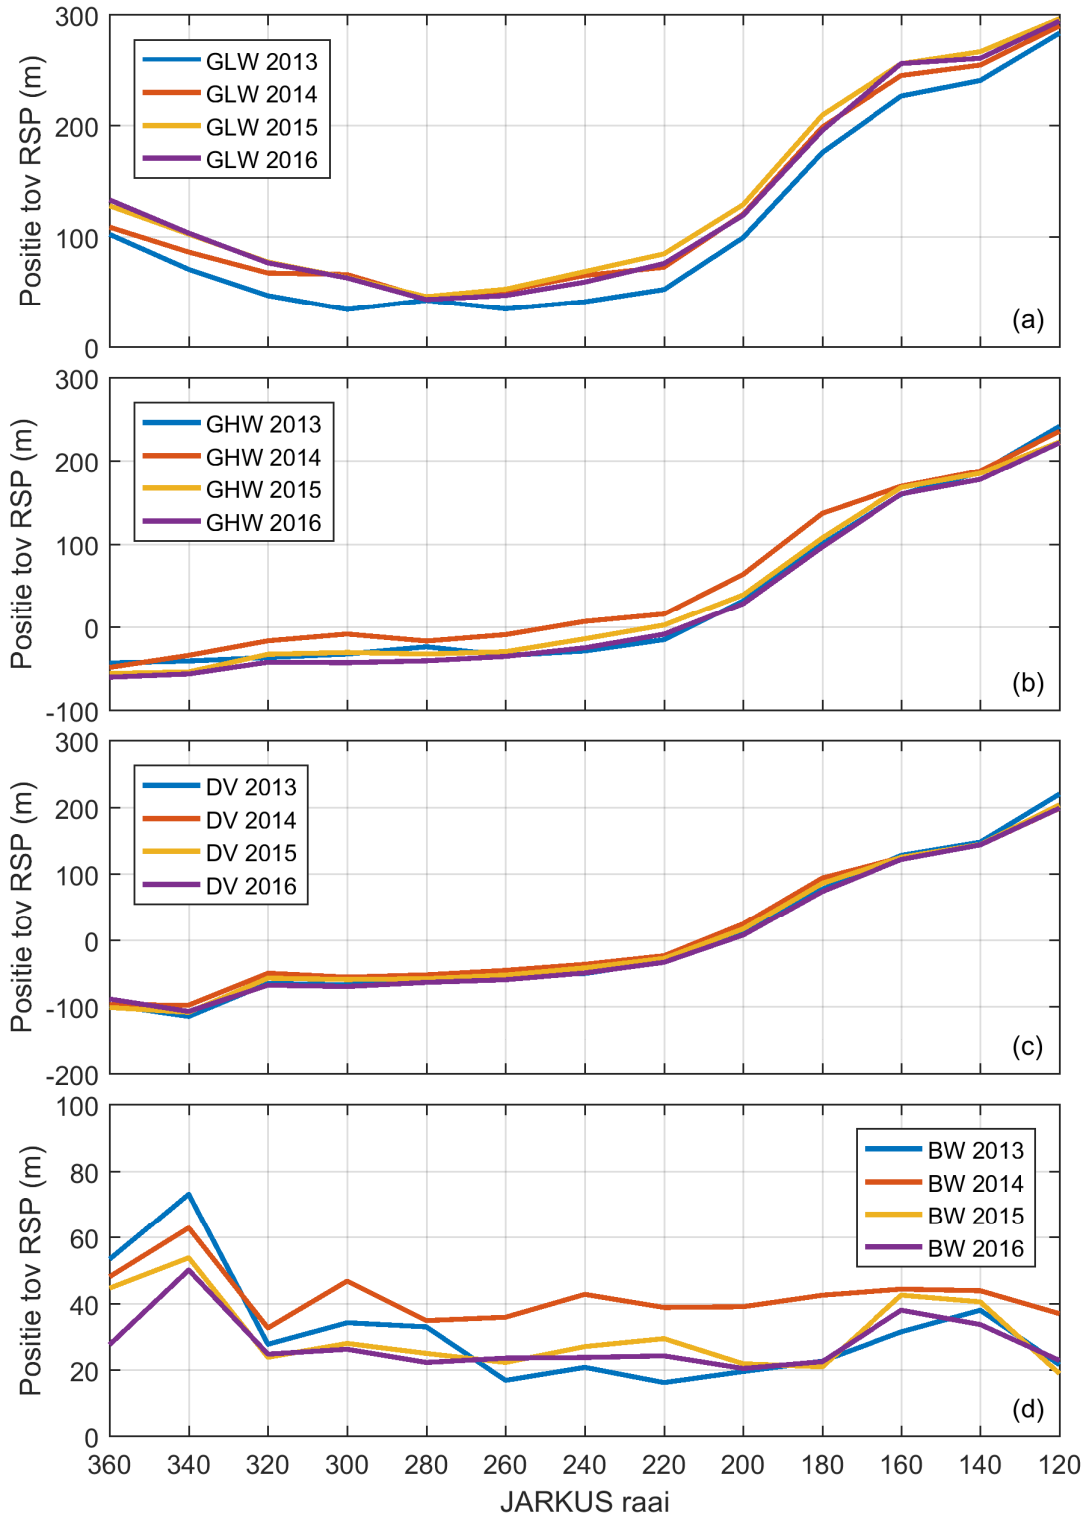 300
200
100
0
Positie tov RSP (m)
GLW 2013
GLW 2014
GLW 2015
GLW 2016
(a)
300
200
100
0
-100
Positie tov RSP (m)
GHW 2013
GHW 2014
GHW 2015
GHW 2016
(b)
300
200
100
0
-100
-200
Positie tov RSP (m)
DV 2013
DV 2014
DV 2015
DV 2016
(c)
100
80
60
40
20
0
Positie tov RSP (m)
BW 2013
BW 2014
BW 2015
BW 2016
(d)
360 340 320 300 280 260 240 220 200 180 160 140 120
JARKUS raai